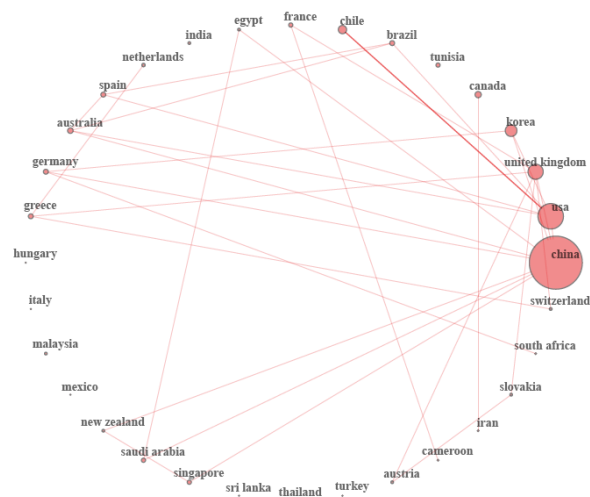 france
chile
egypt
brazil
india
tunisia
netherlands
canada
spain
korea
australia
united kingdom
germany
usa
greece
china
hungary
switzerland
italy
south africa
malaysia
slovakia
mexico
iran
new zealand
cameroon
saudi arabia
austria
singapore
turkey
sri lanka
thailand